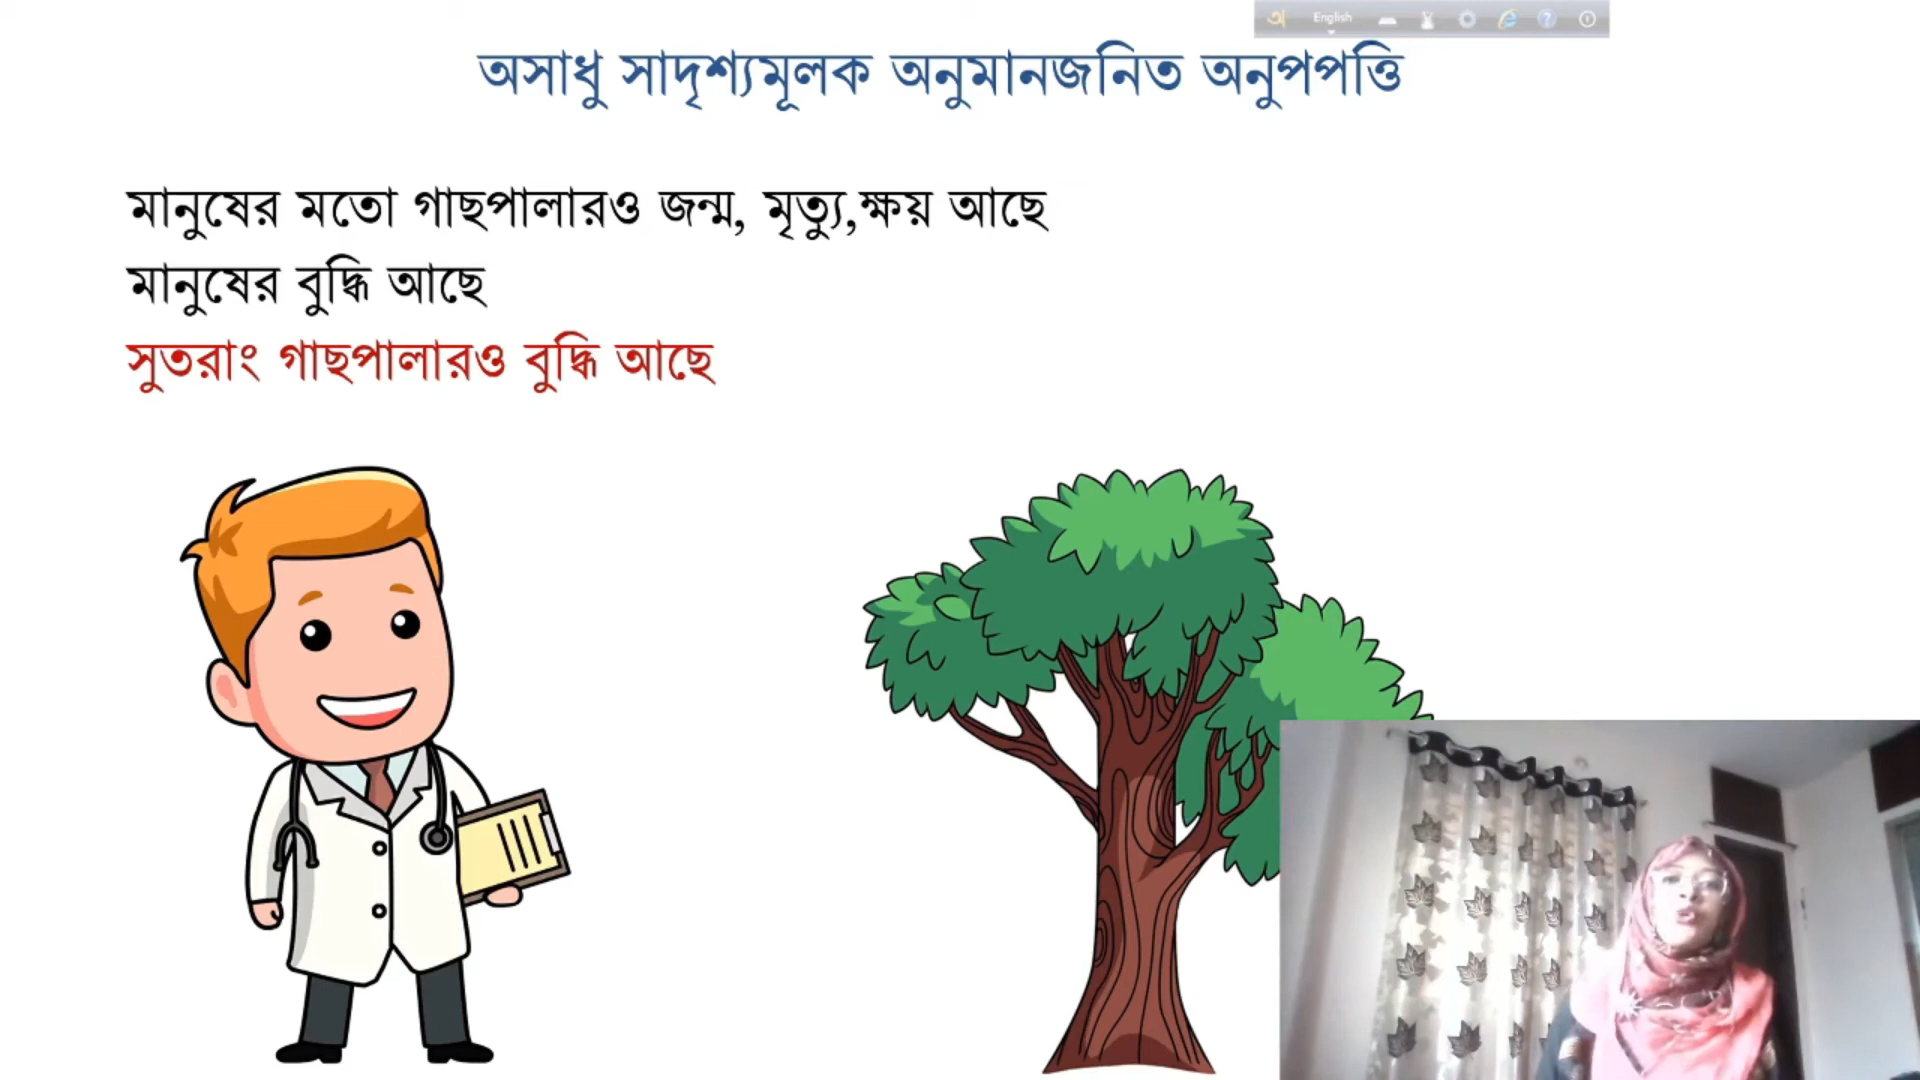 English
অসাধু সাদৃশ্যমূলক অনুমানজনিত অনুপপত্তি
মানুষের মতো গাছপালারও জন্ম, মৃত্যু,ক্ষয় আছে
মানুষের বুদ্ধি আছে
সুতরাং গাছপালারও বুদ্ধি আছে